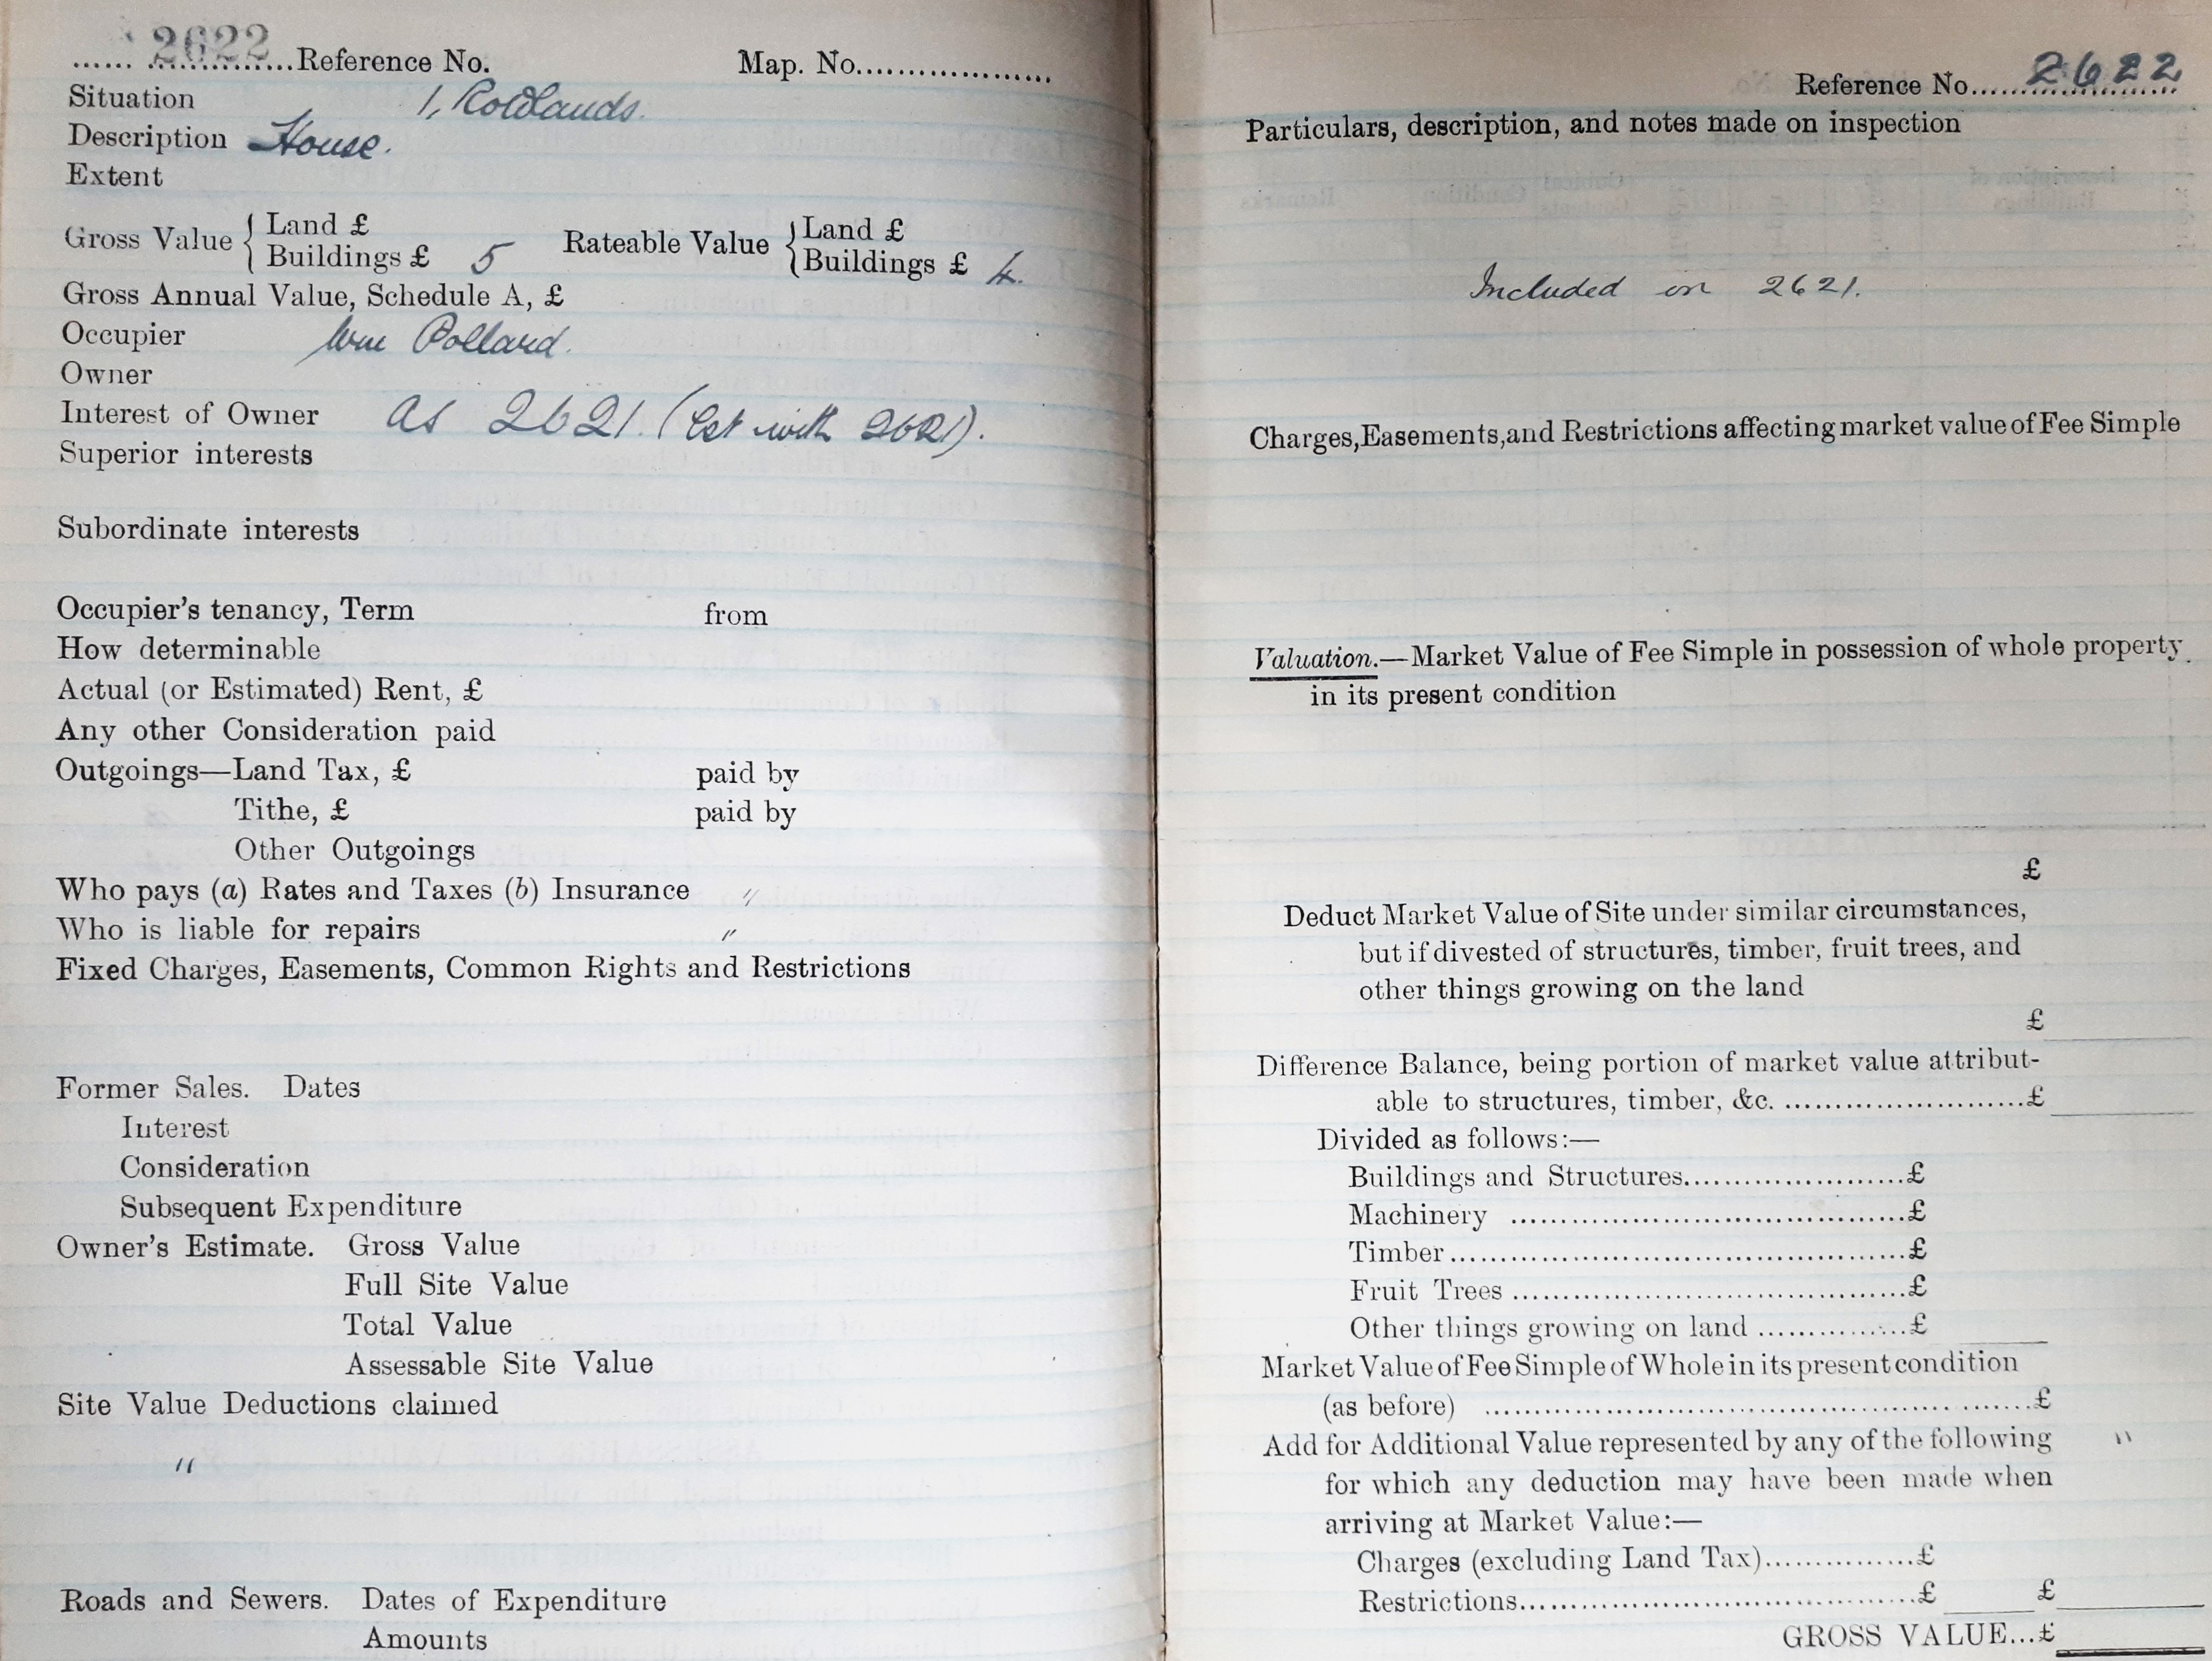 2622 Reference No. Map. No.
Situation 1, Rowlands.
Description House.
Extent
Gross Value { Land £
Buildings £ 5
Rateable Value { Land £
Buildings £ 4.
Gross Annual Value, Schedule A, £
Occupier Wm Pollard.
Owner
Interest of Owner as 2621. (Est with 2621).
Superior interests
Subordinate interests
Occupier's tenancy, Term from
How determinable
Actual (or Estimated) Rent, £
Any other Consideration paid
Outgoings—Land Tax, £ paid by
Tithe, £ paid by
Other Outgoings
Who pays (a) Rates and Taxes (b) Insurance "
Who is liable for repairs "
Fixed Charges, Easements, Common Rights and Restrictions
Former Sales. Dates
Interest
Consideration
Subsequent Expenditure
Owner's Estimate. Gross Value
Full Site Value
Total Value
Assessable Site Value
Site Value Deductions claimed
"
Roads and Sewers. Dates of Expenditure
Amounts
Reference No. 2622
Particulars, description, and notes made on inspection
Included in 2621.
Charges, Easements, and Restrictions affecting market value of Fee Simple
Valuation.—Market Value of Fee Simple in possession of whole property
in its present condition
£
Deduct Market Value of Site under similar circumstances,
but if divested of structures, timber, fruit trees, and
other things growing on the land
£
Difference Balance, being portion of market value attribut-
able to structures, timber, &c. ........................£
Divided as follows:—
Buildings and Structures.......................£
Machinery .......................................£
Timber............................................£
Fruit Trees .......................................£
Other things growing on land ..............£
Market Value of Fee Simple of Whole in its present condition
(as before) .....................................................£
Add for Additional Value represented by any of the following "
for which any deduction may have been made when
arriving at Market Value:—
Charges (excluding Land Tax)...............£
Restrictions.......................................£ £
GROSS VALUE...£